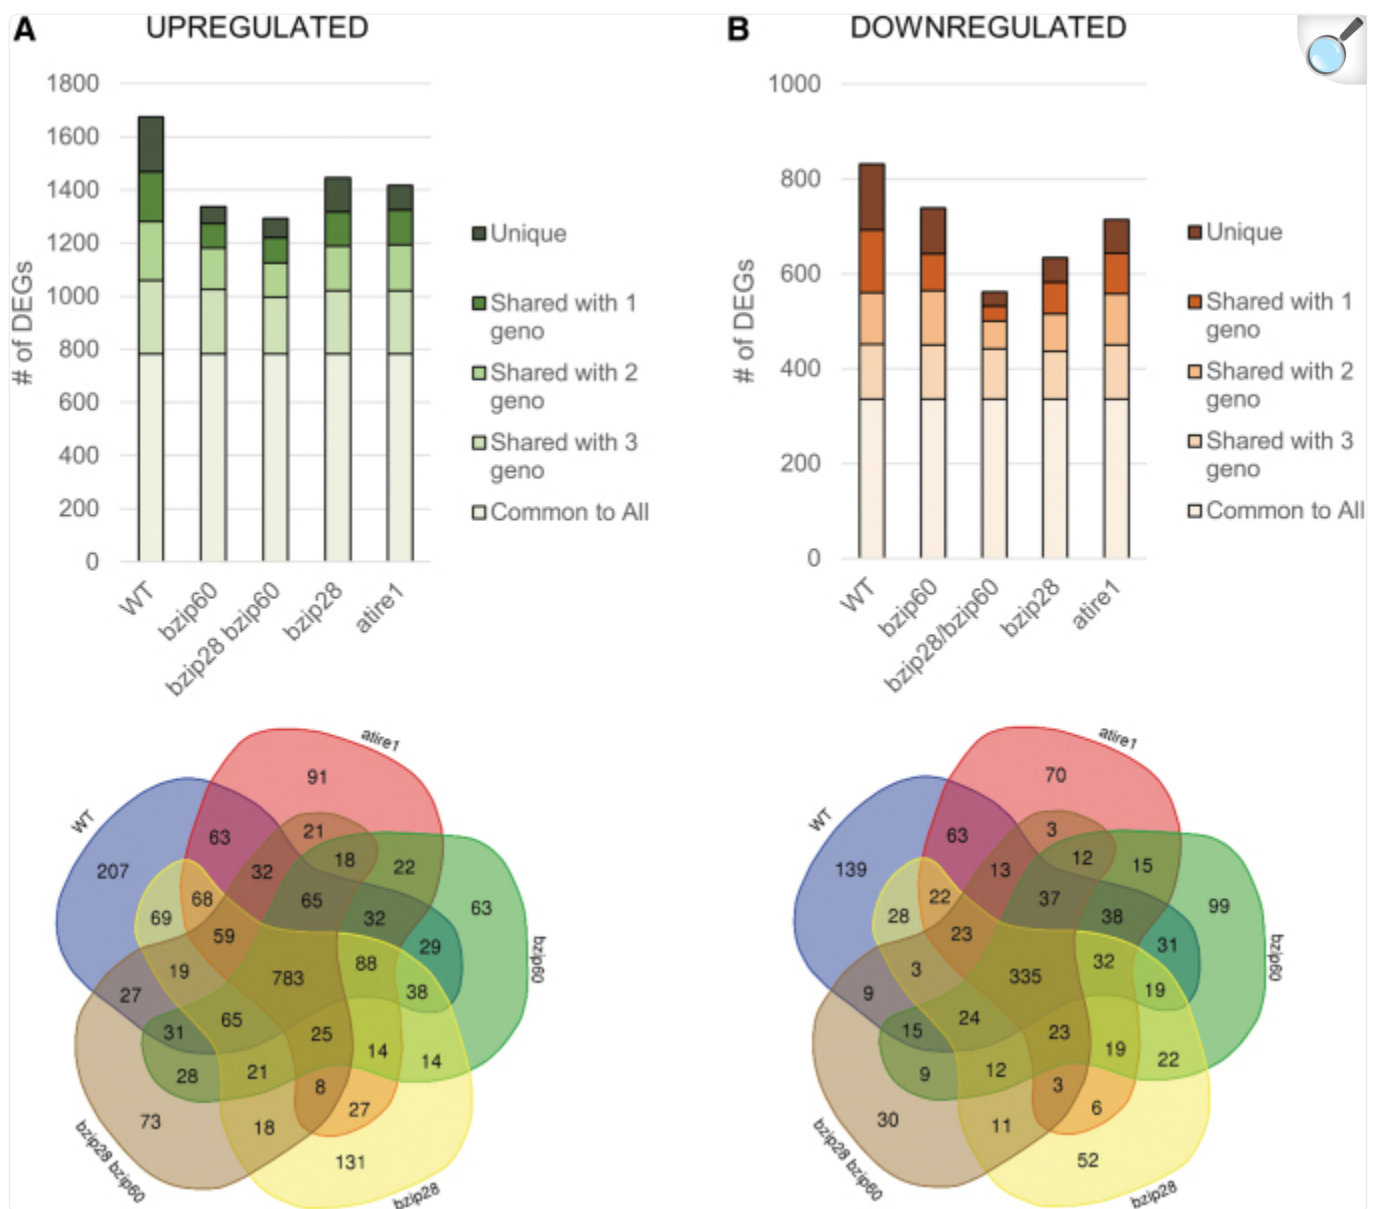 A
UPREGULATED
1800
1600
1400
1200
1000
800
600
400
200
0
# of DEGs
WT
bzip60
bzip28 bzip60
bzip28
atire1
Unique
Shared with 1
geno
Shared with 2
geno
Shared with 3
geno
Common to All
B
DOWNREGULATED
1000
800
600
400
200
0
# of DEGs
WT
bzip60
bzip28/bzip60
bzip28
atire1
Unique
Shared with 1
geno
Shared with 2
geno
Shared with 3
geno
Common to All
atire1
91
WT
63
21
207
32
18
22
68
65
63
69
32
59
29
bzip60
19
783
88
27
38
31
65
25
14
14
28
21
8
27
73
18
131
bzip28 bzip60
bzip28
atire1
70
WT
63
3
139
13
12
15
22
37
99
28
38
23
31
bzip60
3
335
32
9
19
15
24
23
19
22
9
12
3
6
30
11
52
bzip28 bzip60
bzip28